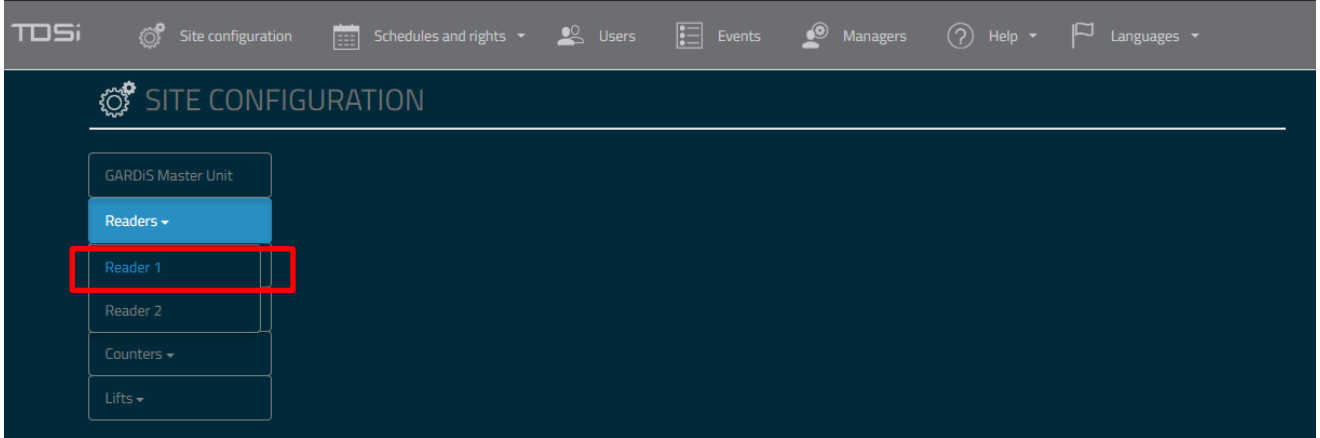 TDSi Site configuration Schedules and rights Users Events Managers Help Languages
SITE CONFIGURATION
GARDiS Master Unit
Readers
Reader 1
Reader 2
Counters
Lifts